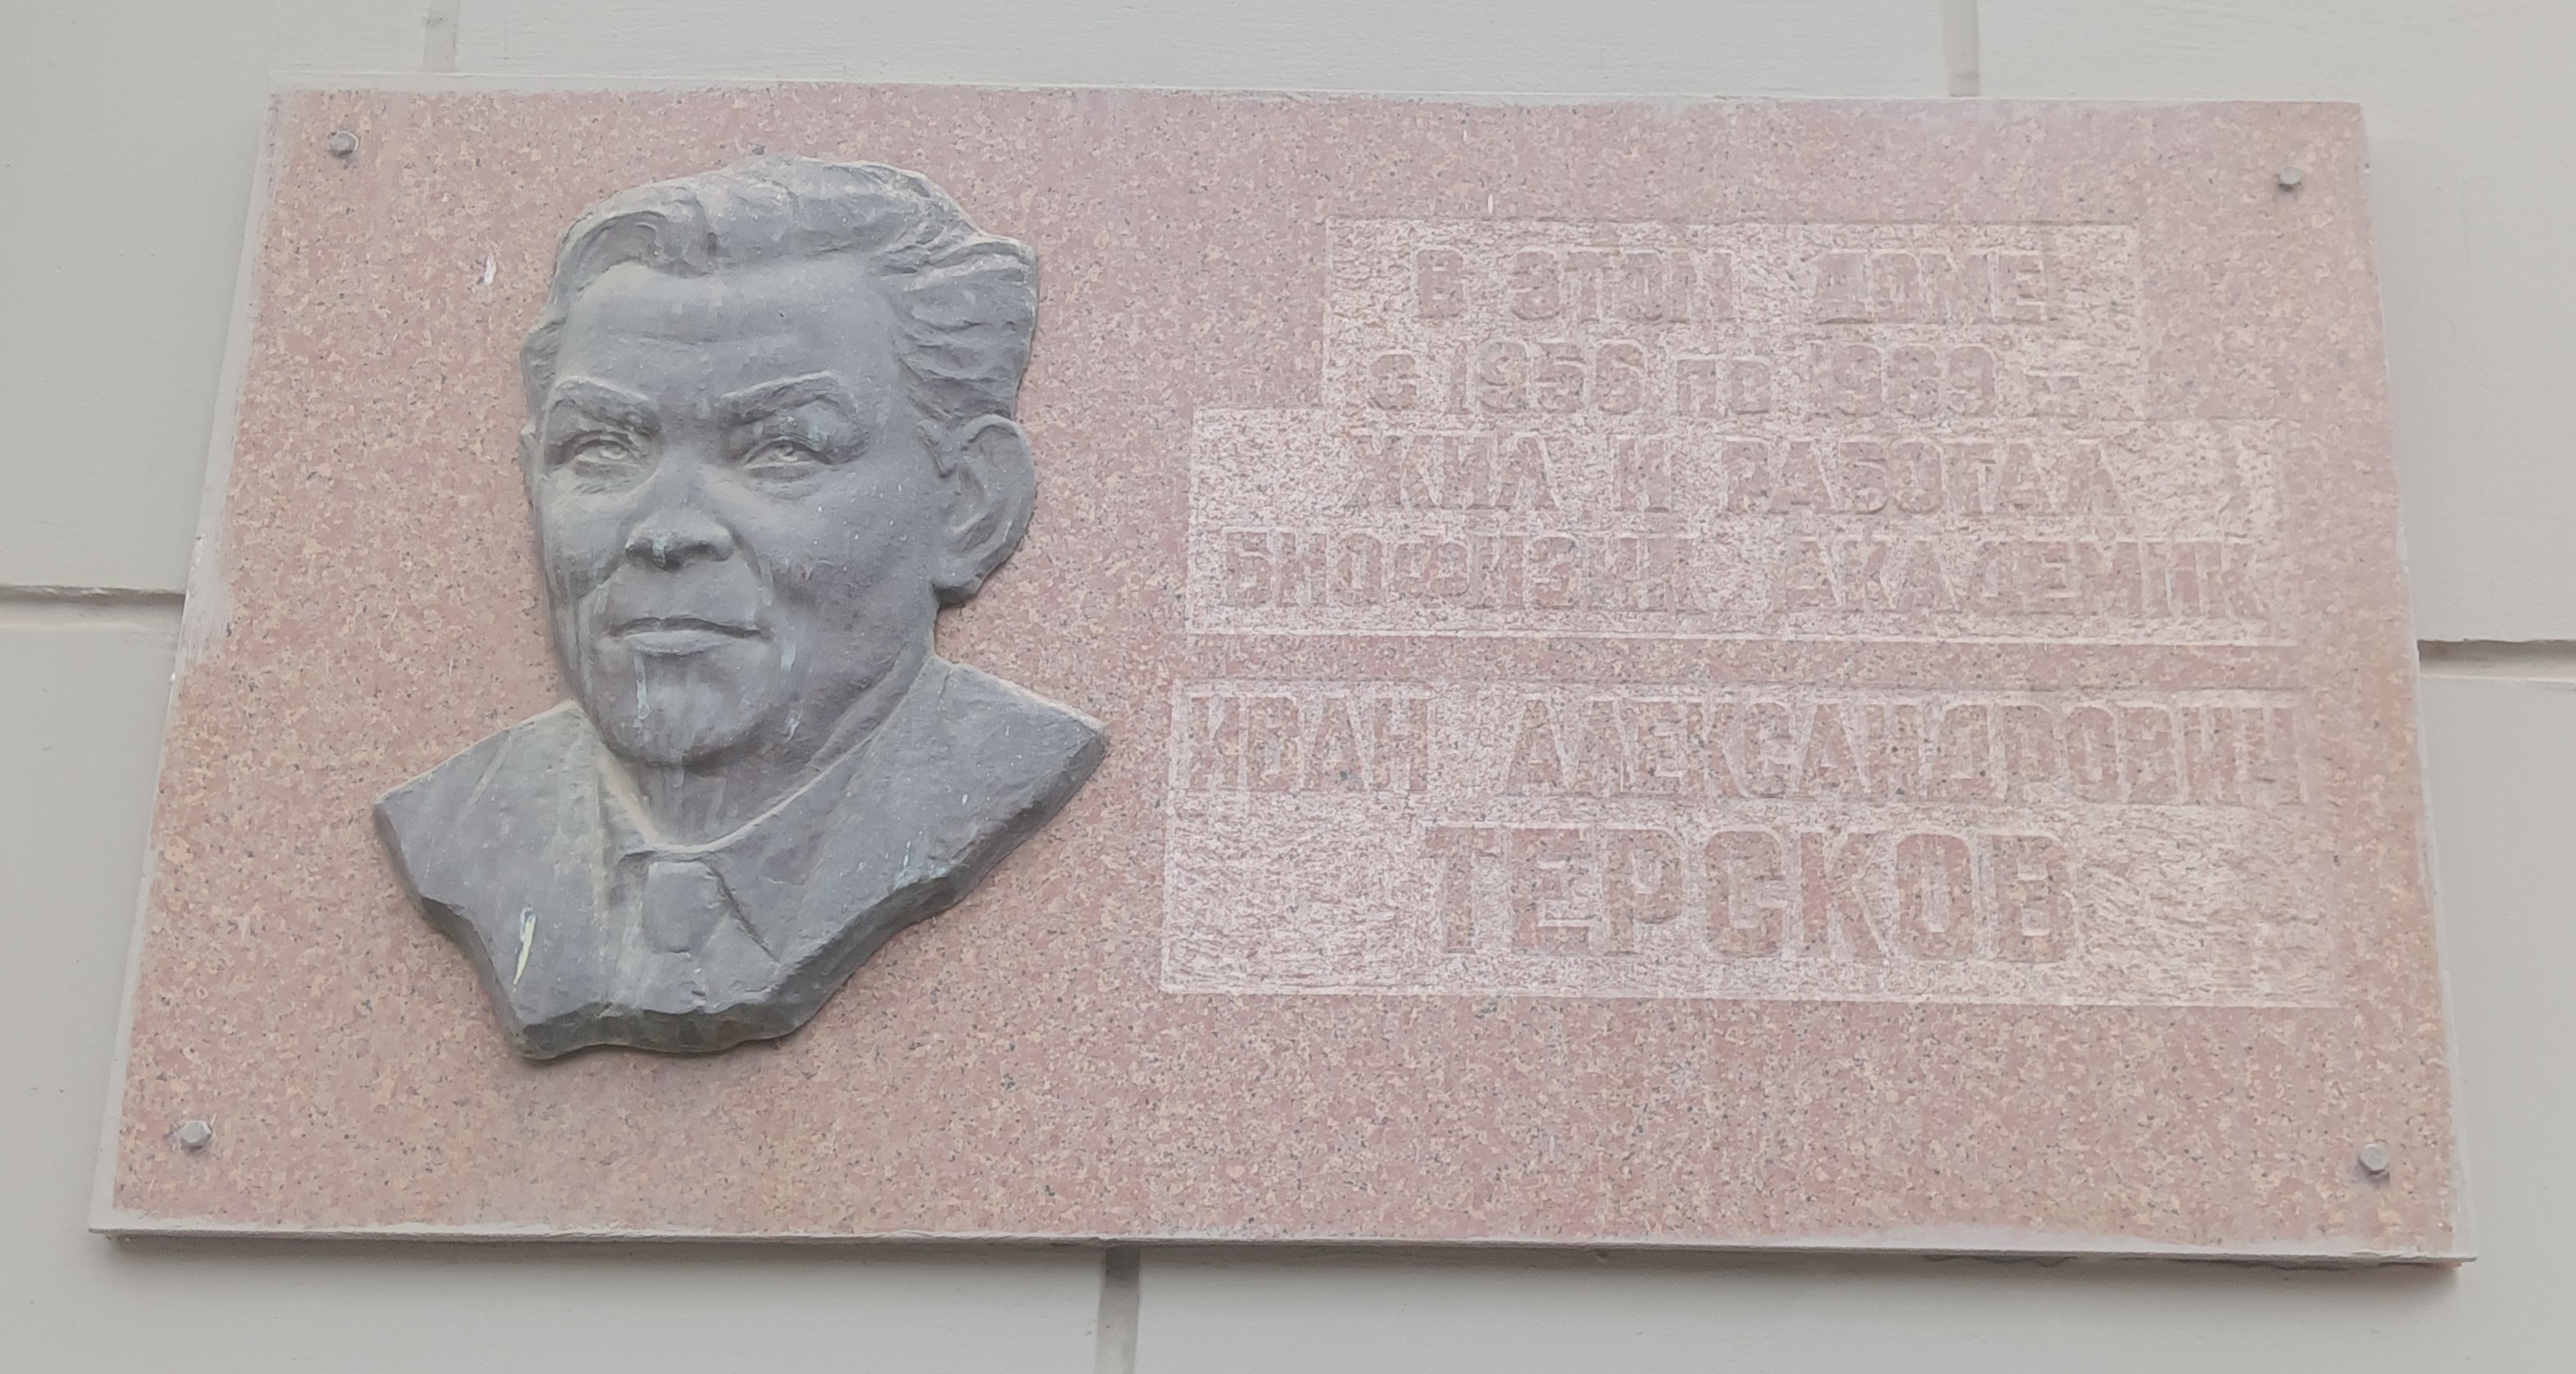 В ЭТОМ ДОМЕ
с 1956 по 1989 г.
ЖИЛ И РАБОТАЛ
БИОФИЗИК АКАДЕМИК
ИВАН АЛЕКСАНДРОВИЧ
ТЕРСКОВ